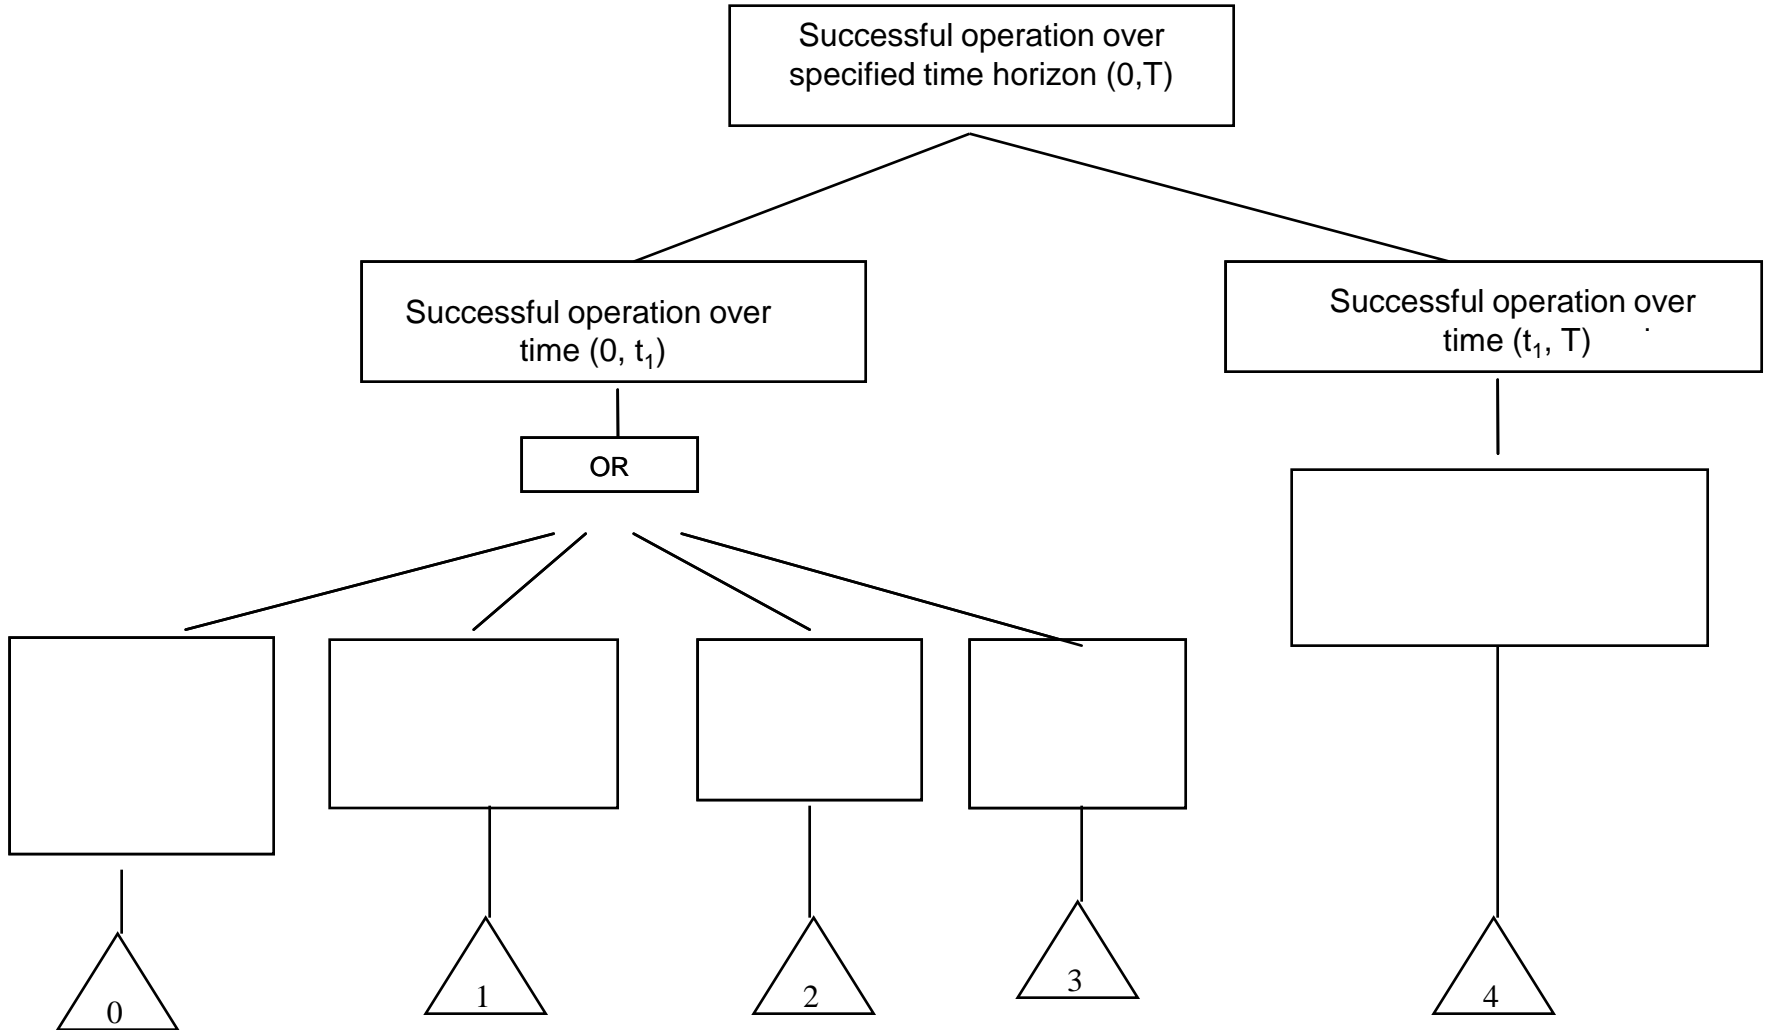 Successful operation over
specified time horizon (0,T)
Successful operation over
time (0, t₁)
Successful operation over
time (t₁, T)
OR
0
1
2
3
4